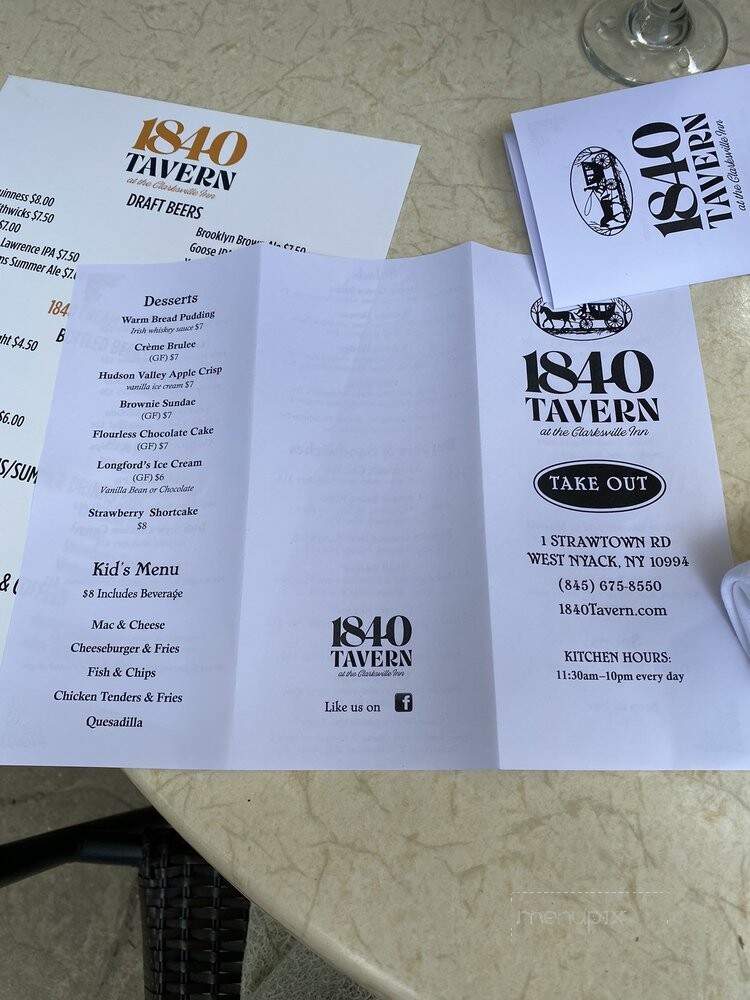 1840
TAVERN
at the Clarksville Inn
DRAFT BEERS
$8.00
$7.50
$7.00
Lawrence IPA $7.50
Summer Ale
Brooklyn Brown Ale $7.50
Goose
$4.50
$6.00
Desserts
Warm Bread Pudding
Irish whiskey sauce $7
Crème Brulee
(GF) $7
Hudson Valley Apple Crisp
vanilla ice cream $7
Brownie Sundae
(GF) $7
Flourless Chocolate Cake
(GF) $7
Longford's Ice Cream
(GF) $6
Vanilla Bean or Chocolate
Strawberry Shortcake
$8
Kid's Menu
$8 Includes Beverage
Mac & Cheese
Cheeseburger & Fries
Fish & Chips
Chicken Tenders & Fries
Quesadilla
1840
TAVERN
at the Clarksville Inn
Like us on f
1840
TAVERN
at the Clarksville Inn
TAKE OUT
1 STRAWTOWN RD
WEST NYACK, NY 10994
(845) 675-8550
1840Tavern.com
KITCHEN HOURS:
11:30am–10pm every day
1840
TAVERN
at the Clarksville Inn
menupix